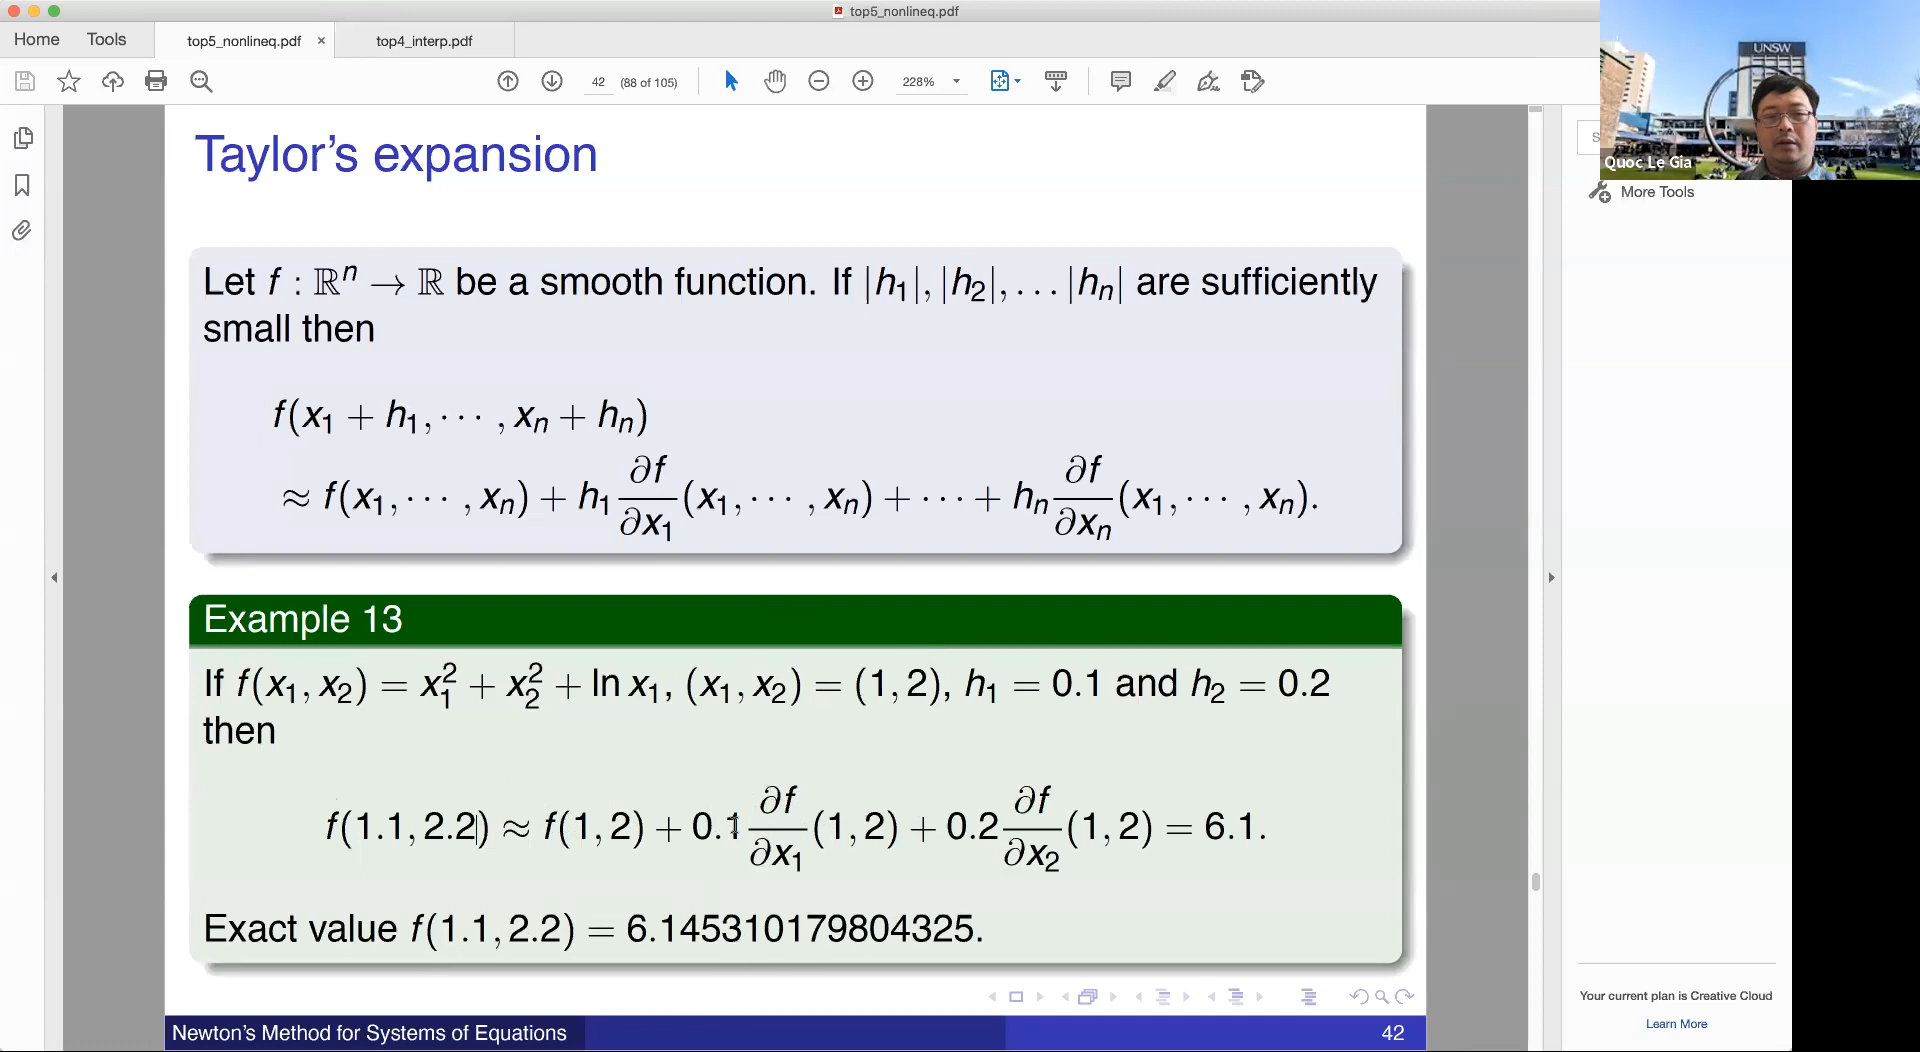 top5_nonlineq.pdf
Home Tools top5_nonlineq.pdf × top4_interp.pdf
42 (88 of 105) 228%
UNSW
Quoc Le Gia
More Tools
Taylor's expansion
Let f : ℝⁿ → ℝ be a smooth function. If |h₁|, |h₂|, . . . |hₙ| are sufficiently
small then
f(x₁ + h₁, ⋯ , xₙ + hₙ)
≈ f(x₁, ⋯ , xₙ) + h₁ ∂f/∂x₁ (x₁, ⋯ , xₙ) + ⋯ + hₙ ∂f/∂xₙ (x₁, ⋯ , xₙ).
Example 13
If f(x₁, x₂) = x₁² + x₂² + ln x₁, (x₁, x₂) = (1, 2), h₁ = 0.1 and h₂ = 0.2
then
f(1.1, 2.2) ≈ f(1, 2) + 0.1 ∂f/∂x₁ (1, 2) + 0.2 ∂f/∂x₂ (1, 2) = 6.1.
Exact value f(1.1, 2.2) = 6.145310179804325.
Newton's Method for Systems of Equations 42
Your current plan is Creative Cloud
Learn More